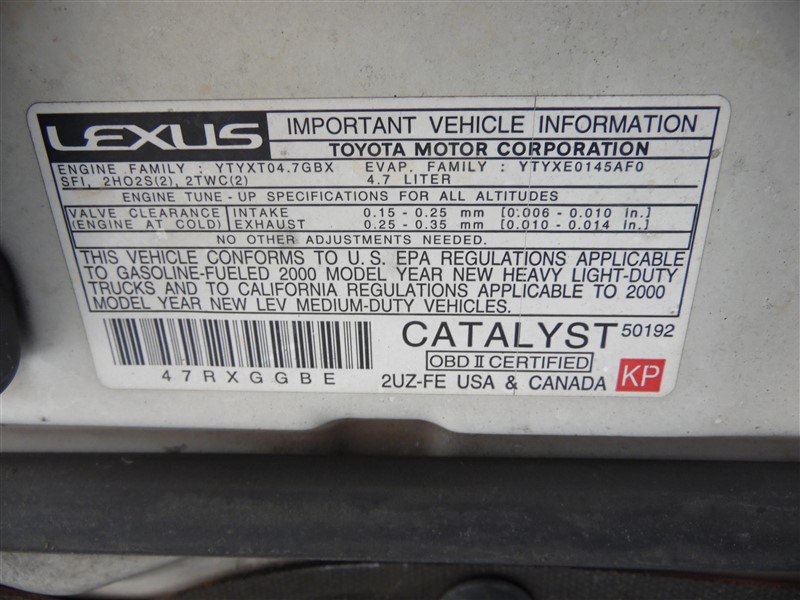 LEXUS IMPORTANT VEHICLE INFORMATION
TOYOTA MOTOR CORPORATION
ENGINE FAMILY : YTYXT04.7GBX EVAP. FAMILY : YTYXE0145AF0
SFI, 2HO2S(2), 2TWC(2) 4.7 LITER
ENGINE TUNE - UP SPECIFICATIONS FOR ALL ALTITUDES
VALVE CLEARANCE INTAKE 0.15 - 0.25 mm [0.006 - 0.010 in.]
(ENGINE AT COLD) EXHAUST 0.25 - 0.35 mm [0.010 - 0.014 in.]
NO OTHER ADJUSTMENTS NEEDED.
THIS VEHICLE CONFORMS TO U.S. EPA REGULATIONS APPLICABLE
TO GASOLINE-FUELED 2000 MODEL YEAR NEW HEAVY LIGHT-DUTY
TRUCKS AND TO CALIFORNIA REGULATIONS APPLICABLE TO 2000
MODEL YEAR NEW LEV MEDIUM-DUTY VEHICLES.
47RXGGBE
CATALYST 50192
OBD II CERTIFIED
2UZ-FE USA & CANADA KP